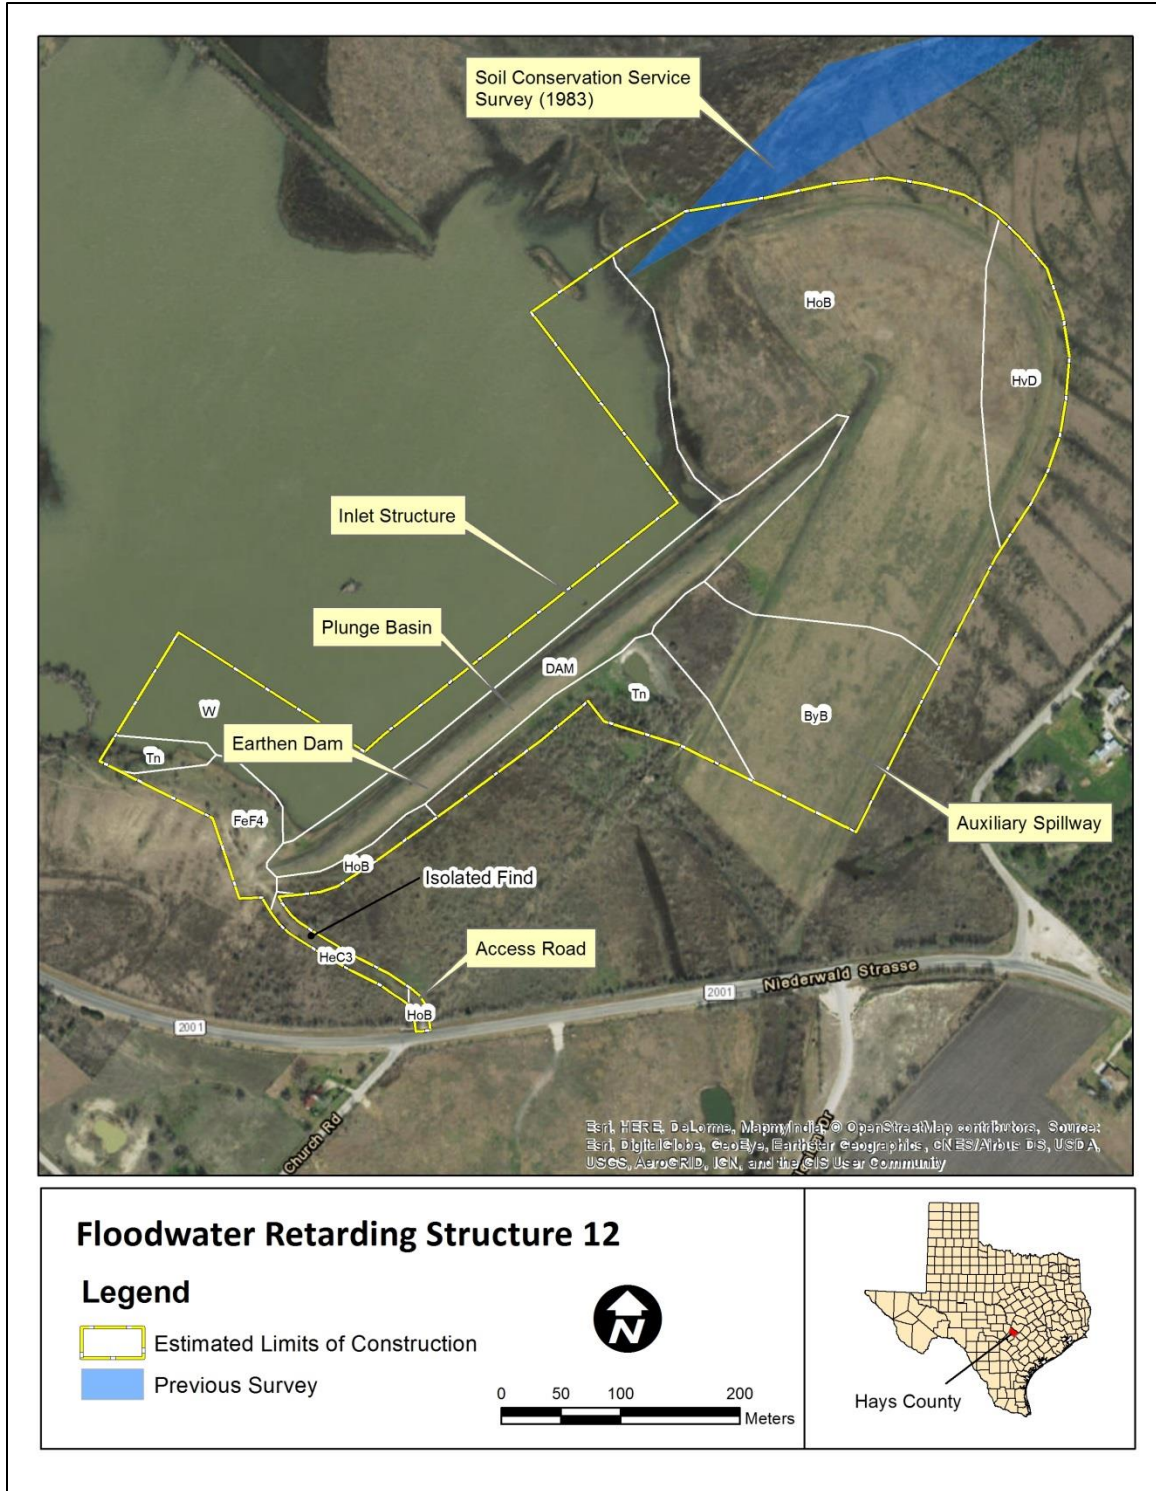 Soil Conservation Service
Survey (1983)
HoB
HvD
Inlet Structure
Plunge Basin
DAM
Tn
W
ByB
Earthen Dam
Tn
FeF4
Auxiliary Spillway
HoB
Isolated Find
HeC3
Access Road
Niederwald Strasse
2001
HoB
2001
Church Rd
Esri, HERE, DeLorme, MapmyIndia, © OpenStreetMap contributors, Source:
Esri, DigitalGlobe, GeoEye, Earthstar Geographics, CNES/Airbus DS, USDA,
USGS, AeroGRID, IGN, and the GIS User Community
Floodwater Retarding Structure 12
Legend
Estimated Limits of Construction
Previous Survey
N
0 50 100 200
Meters
Hays County